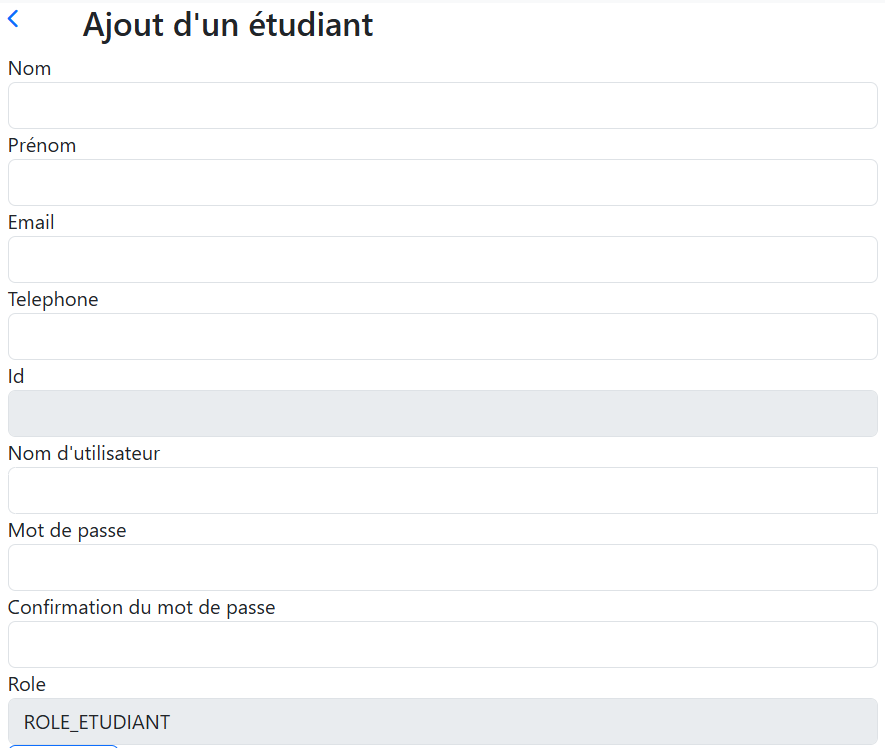 Ajout d'un étudiant
Nom
Prénom
Email
Telephone
Id
Nom d'utilisateur
Mot de passe
Confirmation du mot de passe
Role
ROLE_ETUDIANT